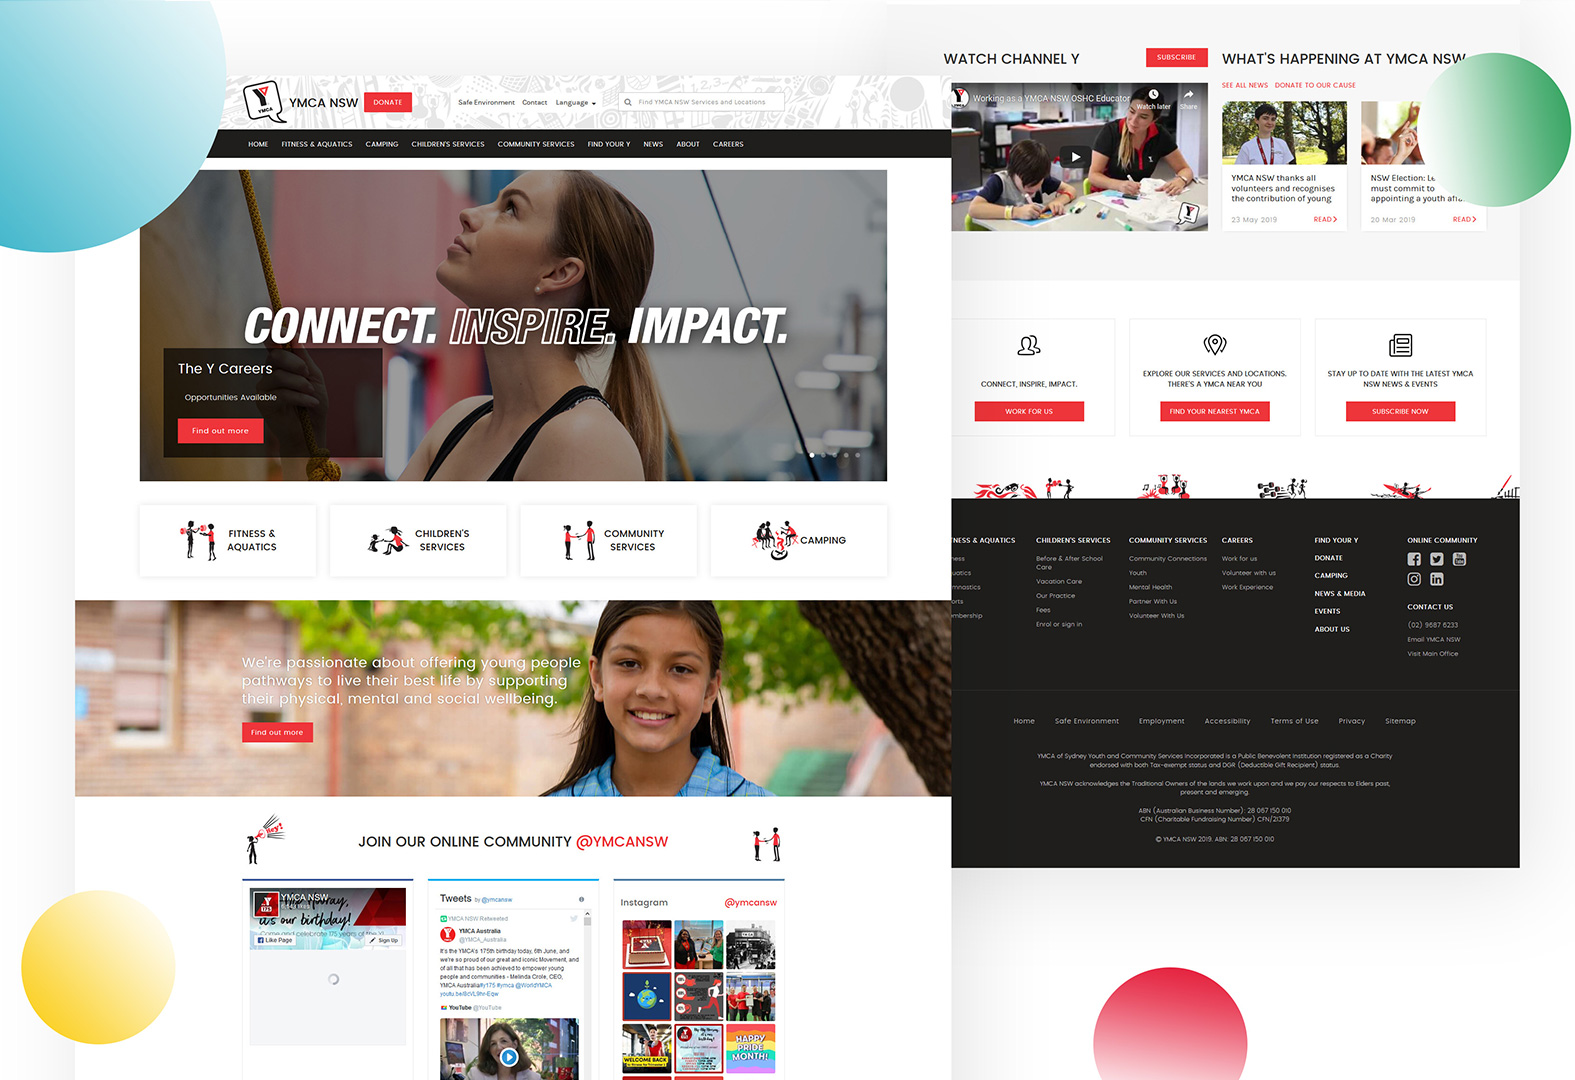 YMCA
YMCA NSW
DONATE
Safe Environment
Contact
Language
Find YMCA NSW Services and Locations
HOME
FITNESS & AQUATICS
CAMPING
CHILDREN'S SERVICES
COMMUNITY SERVICES
FIND YOUR Y
NEWS
ABOUT
CAREERS
CONNECT. INSPIRE. IMPACT.
The Y Careers
Opportunities Available
Find out more
FITNESS &
AQUATICS
CHILDREN'S
SERVICES
COMMUNITY
SERVICES
CAMPING
We're passionate about offering young people
pathways to live their best life by supporting
their physical, mental and social wellbeing.
Find out more
hey!
JOIN OUR ONLINE COMMUNITY @YMCANSW
YMCA NSW
it's our birthday!
Like Page
Sign Up
Tweets by @ymcansw
YMCA NSW Retweeted
YMCA Australia
@YMCA_Australia
It's the YMCA's 175th birthday today, 6th June, and
we're so proud of our great and iconic Movement, and
of all that has been achieved to empower young
people and communities - Melinda Crole, CEO,
YMCA Australia#y175 #ymca @WorldYMCA
YouTube @YouTube
Instagram
@ymcansw
WELCOME BACK
HAPPY
PRIDE
MONTH!
WATCH CHANNEL Y
SUBSCRIBE
Working as a YMCA NSW OSHC Educator
Watch later
Share
WHAT'S HAPPENING AT YMCA NSW
SEE ALL NEWS
DONATE TO OUR CAUSE
YMCA NSW thanks all
volunteers and recognises
the contribution of young
23 May 2019
READ
NSW Election:
must commit to
appointing a youth
20 Mar 2019
READ
CONNECT, INSPIRE, IMPACT.
WORK FOR US
EXPLORE OUR SERVICES AND LOCATIONS.
THERE'S A YMCA NEAR YOU
FIND YOUR NEAREST YMCA
STAY UP TO DATE WITH THE LATEST YMCA
NSW NEWS & EVENTS
SUBSCRIBE NOW
TNESS & AQUATICS
ness
uatics
mnastics
orts
embership
CHILDREN'S SERVICES
Before & After School
Care
Vacation Care
Our Practice
Fees
Enrol or sign in
COMMUNITY SERVICES
Community Connections
Youth
Mental Health
Partner With Us
Volunteer With Us
CAREERS
Work for us
Volunteer with us
Work Experience
FIND YOUR Y
DONATE
CAMPING
NEWS & MEDIA
EVENTS
ABOUT US
ONLINE COMMUNITY
CONTACT US
(02) 9687 6233
Email YMCA NSW
Visit Main Office
Home
Safe Environment
Employment
Accessibility
Terms of Use
Privacy
Sitemap
YMCA of Sydney Youth and Community Services Incorporated is a Public Benevolent Institution registered as a Charity
endorsed with both Tax-exempt status and DGR (Deductible Gift Recipient) status.
YMCA NSW acknowledges the Traditional Owners of the lands we work upon and we pay our respects to Elders past,
present and emerging.
ABN (Australian Business Number): 28 067 150 010
CFN (Charitable Fundraising Number) CFN/21379
© YMCA NSW 2019. ABN: 28 067 150 010